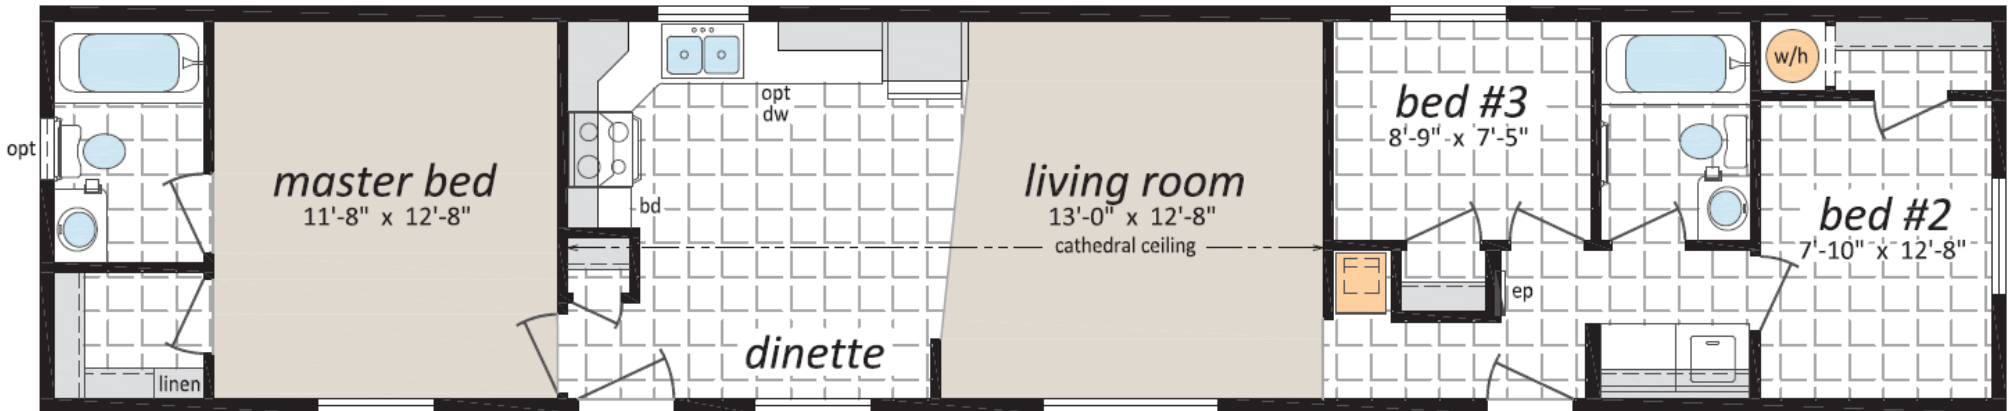 opt
master bed
11'-8" x 12'-8"
linen
opt
dw
bd
dinette
living room
13'-0" x 12'-8"
cathedral ceiling
bed #3
8'-9" x 7'-5"
ep
w/h
bed #2
7'-10" x 12'-8"